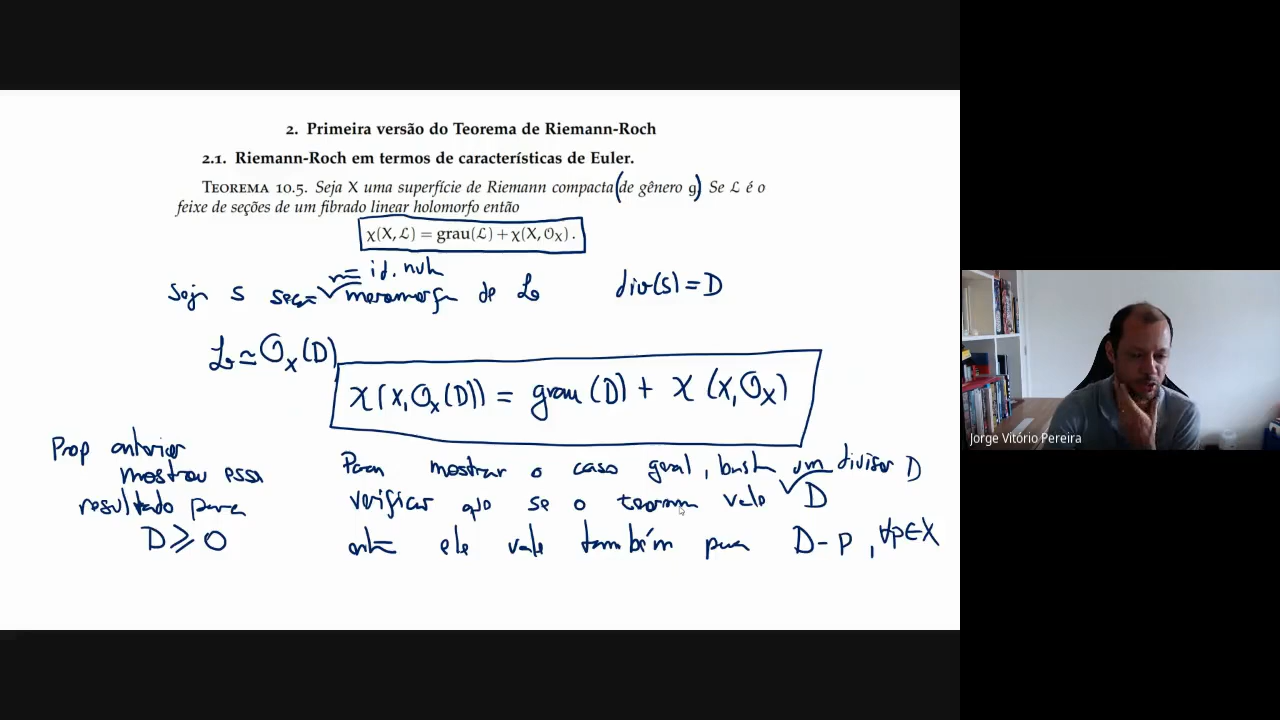 2. Primeira versão do Teorema de Riemann-Roch
2.1. Riemann-Roch em termos de características de Euler.
TEOREMA 10.5. Seja X uma superfície de Riemann compacta (de gênero g) Se ℒ é o
feixe de seções de um fibrado linear holomorfo então
χ(X, ℒ) = grau(ℒ) + χ(X, 𝒪_X).
id. nula
Seja s meromorfa de ℒ div(s) = D
ℒ ≃ 𝒪_X(D)
χ(X, 𝒪_X(D)) = grau(D) + χ(X, 𝒪_X)
Prop anterior
mostrou esse
resultado para
D ≥ 0
Para mostrar o caso geral, basta
um divisor D
verificar que se o teorema vale D
então ele vale também para D - p, ∀p∈X
Jorge Vitório Pereira